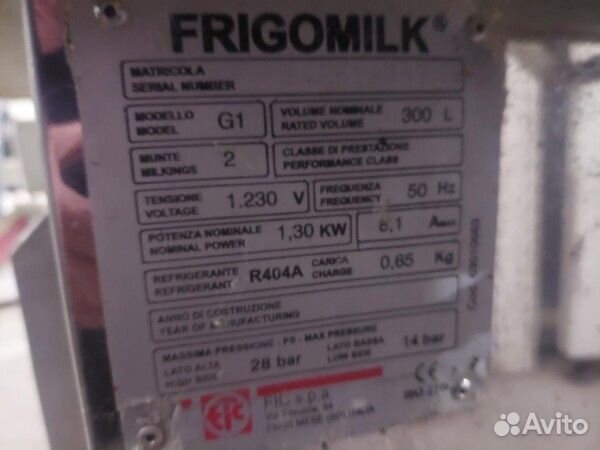 FRIGOMILK®
MATRICOLA
SERIAL NUMBER
MODELLO
MODEL
G1
VOLUME NOMINALE
RATED VOLUME
300 L
MUNTE
MILKINGS
2
CLASSE DI PRESTAZIONE
PERFORMANCE CLASS
TENSIONE
VOLTAGE
1.230 V
FREQUENZA
FREQUENCY
50 Hz
POTENZA NOMINALE
NOMINAL POWER
1,30 KW
A
REFRIGERANTE
REFRIGERANT
R404A
CARICA
CHARGE
0,65 Kg
ANNO DI COSTRUZIONE
YEAR OF MANUFACTURING
MASSIMA PRESSIONE - PS - MAX PRESSURE
LATO ALTA
HIGH SIDE
28 bar
LATO BASSA
LOW SIDE
14 bar
CE
FIC
FIC s.p.a.
Avito